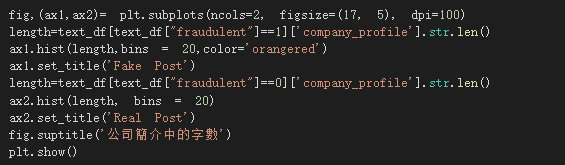 fig,(ax1,ax2)= plt.subplots(ncols=2, figsize=(17, 5), dpi=100)
length=text_df[text_df["fraudulent"]==1]['company_profile'].str.len()
ax1.hist(length,bins = 20,color='orangered')
ax1.set_title('Fake Post')
length=text_df[text_df["fraudulent"]==0]['company_profile'].str.len()
ax2.hist(length, bins = 20)
ax2.set_title('Real Post')
fig.suptitle('公司簡介中的字數')
plt.show()